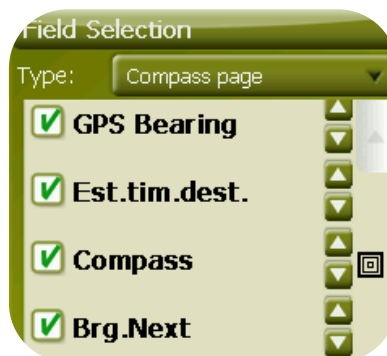 Field Selection
Type: Compass page
GPS Bearing
Est.tim.dest.
Compass
Brg.Next